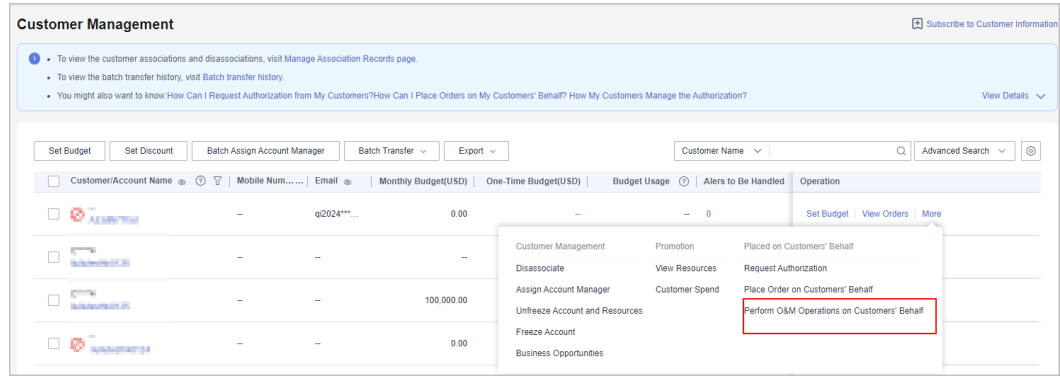 Customer Management
Subscribe to Customer Information
To view the customer associations and disassociations, visit Manage Association Records page.
To view the batch transfer history, visit Batch transfer history.
You might also want to know:How Can I Request Authorization from My Customers?How Can I Place Orders on My Customers' Behalf? How My Customers Manage the Authorization?
View Details
Set Budget Set Discount Batch Assign Account Manager Batch Transfer Export Customer Name Advanced Search
Customer/Account Name Mobile Num... ... Email Monthly Budget(USD) One-Time Budget(USD) Budget Usage Alers to Be Handled Operation
-- qi2024***... 0.00 -- -- 0 Set Budget View Orders More
-- -- --
-- -- 100,000.00
-- -- 0.00
Customer Management Promotion Placed on Customers' Behalf
Disassociate View Resources Request Authorization
Assign Account Manager Customer Spend Place Order on Customers' Behalf
Unfreeze Account and Resources Perform O&M Operations on Customers' Behalf
Freeze Account
Business Opportunities